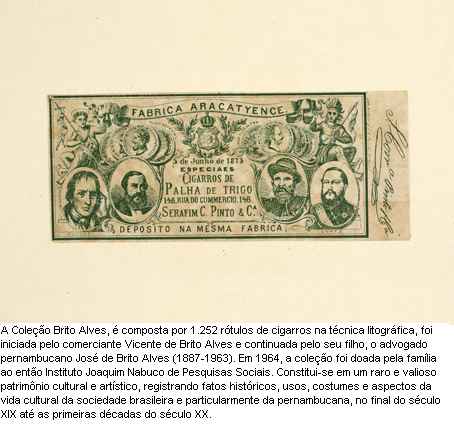 FABRICA ARACATYENCE
5 de Junho de 1873
ESPECIAES
CIGARROS DE
PALHA DE TRIGO
148, RUA DO COMMERCIO, 148
SERAFIM C. PINTO & Cª
DEPOSITO NA MESMA FABRICA
A Coleção Brito Alves, é composta por 1.252 rótulos de cigarros na técnica litográfica, foi
iniciada pelo comerciante Vicente de Brito Alves e continuada pelo seu filho, o advogado
pernambucano José de Brito Alves (1887-1963). Em 1964, a coleção foi doada pela família
ao então Instituto Joaquim Nabuco de Pesquisas Sociais. Constitui-se em um raro e valioso
patrimônio cultural e artístico, registrando fatos históricos, usos, costumes e aspectos da
vida cultural da sociedade brasileira e particularmente da pernambucana, no final do século
XIX até as primeiras décadas do século XX.